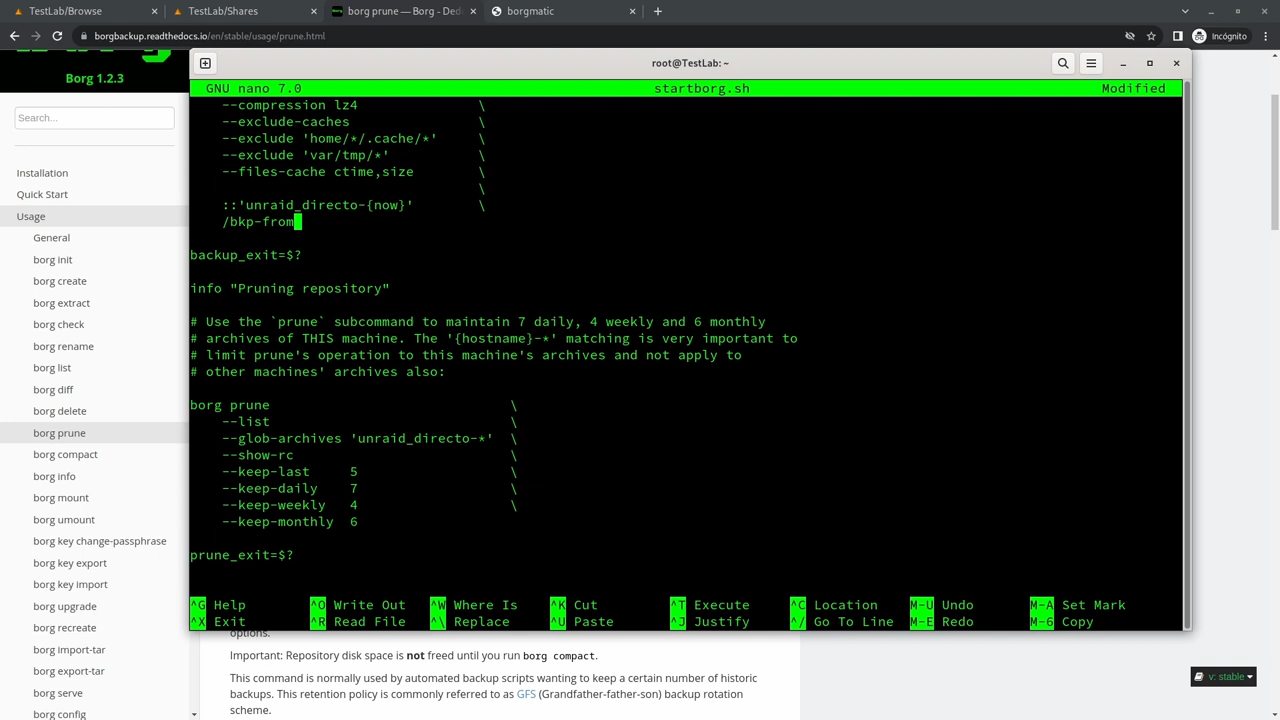 TestLab/Browse
TestLab/Shares
borg prune — Borg - Ded
borgmatic
borgbackup.readthedocs.io/en/stable/usage/prune.html
Incógnito
Borg 1.2.3
Search...
Installation
Quick Start
Usage
General
borg init
borg create
borg extract
borg check
borg rename
borg list
borg diff
borg delete
borg prune
borg compact
borg info
borg mount
borg umount
borg key change-passphrase
borg key export
borg key import
borg upgrade
borg recreate
borg import-tar
borg export-tar
borg serve
borg config
root@TestLab:~
GNU nano 7.0 startborg.sh Modified
--compression lz4 \
--exclude-caches \
--exclude 'home/*/.cache/*' \
--exclude 'var/tmp/*' \
--files-cache ctime,size \
\
::'unraid_directo-{now}' \
/bkp-from
backup_exit=$?
info "Pruning repository"
# Use the `prune` subcommand to maintain 7 daily, 4 weekly and 6 monthly
# archives of THIS machine. The '{hostname}-*' matching is very important to
# limit prune's operation to this machine's archives and not apply to
# other machines' archives also:
borg prune \
--list \
--glob-archives 'unraid_directo-*' \
--show-rc \
--keep-last 5 \
--keep-daily 7 \
--keep-weekly 4 \
--keep-monthly 6
prune_exit=$?
^G Help ^O Write Out ^W Where Is ^K Cut ^T Execute ^C Location M-U Undo M-A Set Mark
^X Exit ^R Read File ^\ Replace ^U Paste ^J Justify ^/ Go To Line M-E Redo M-6 Copy
options.
Important: Repository disk space is not freed until you run borg compact.
This command is normally used by automated backup scripts wanting to keep a certain number of historic
backups. This retention policy is commonly referred to as GFS (Grandfather-father-son) backup rotation
scheme.
v: stable